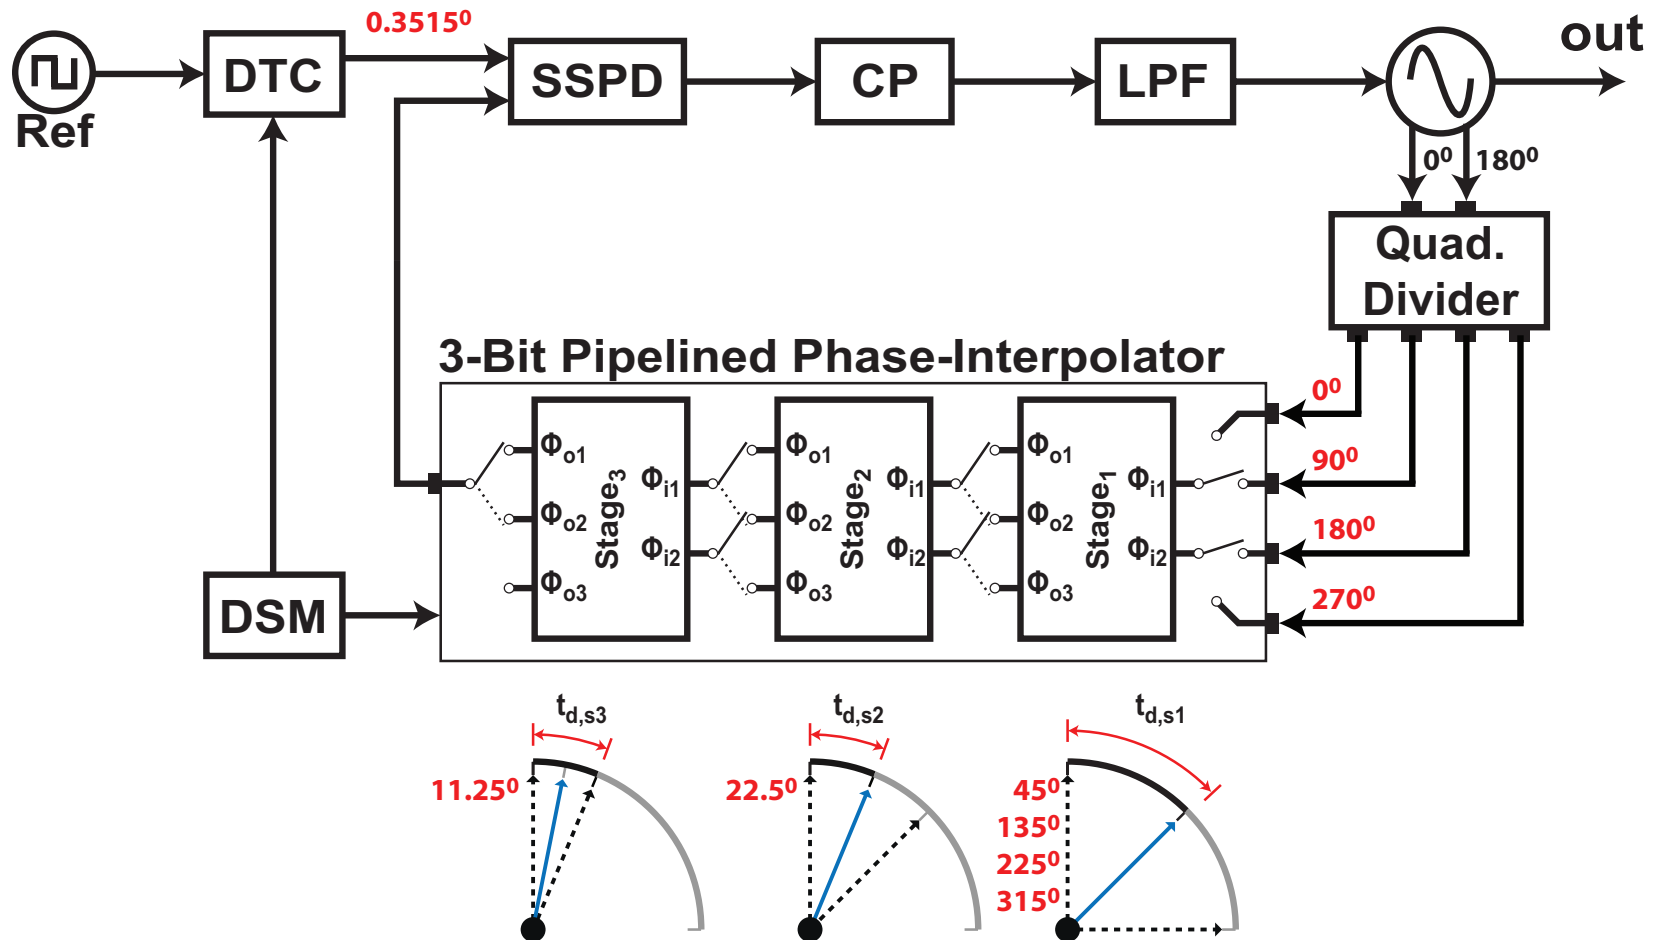 0.3515⁰
out
DTC
SSPD
CP
LPF
Ref
0⁰
180⁰
Quad.
Divider
3-Bit Pipelined Phase-Interpolator
0⁰
90⁰
180⁰
270⁰
Φo1
Φo2
Φo3
Stage3
Φi1
Φi2
Φo1
Φo2
Φo3
Stage2
Φi1
Φi2
Φo1
Φo2
Φo3
Stage1
Φi1
Φi2
DSM
td,s3
11.25⁰
td,s2
22.5⁰
td,s1
45⁰
135⁰
225⁰
315⁰